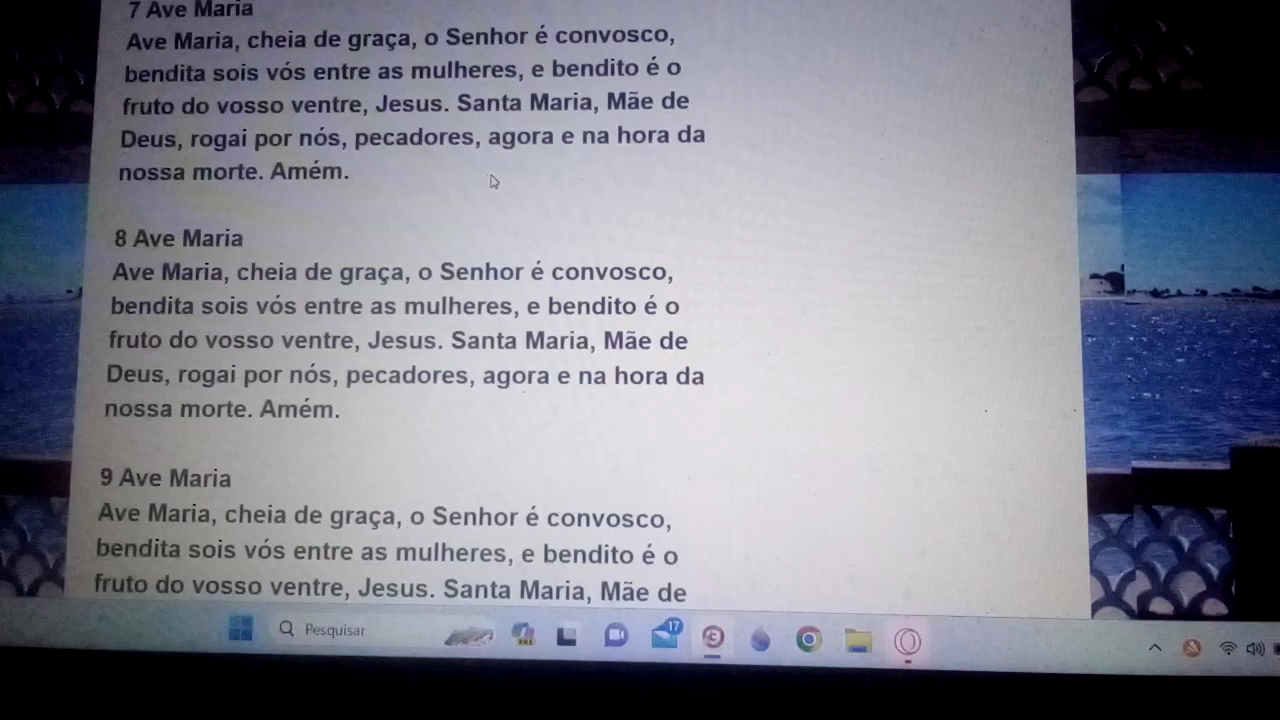 7 Ave Maria
Ave Maria, cheia de graça, o Senhor é convosco,
bendita sois vós entre as mulheres, e bendito é o
fruto do vosso ventre, Jesus. Santa Maria, Mãe de
Deus, rogai por nós, pecadores, agora e na hora da
nossa morte. Amém.
8 Ave Maria
Ave Maria, cheia de graça, o Senhor é convosco,
bendita sois vós entre as mulheres, e bendito é o
fruto do vosso ventre, Jesus. Santa Maria, Mãe de
Deus, rogai por nós, pecadores, agora e na hora da
nossa morte. Amém.
9 Ave Maria
Ave Maria, cheia de graça, o Senhor é convosco,
bendita sois vós entre as mulheres, e bendito é o
fruto do vosso ventre, Jesus. Santa Maria, Mãe de
Pesquisar
17